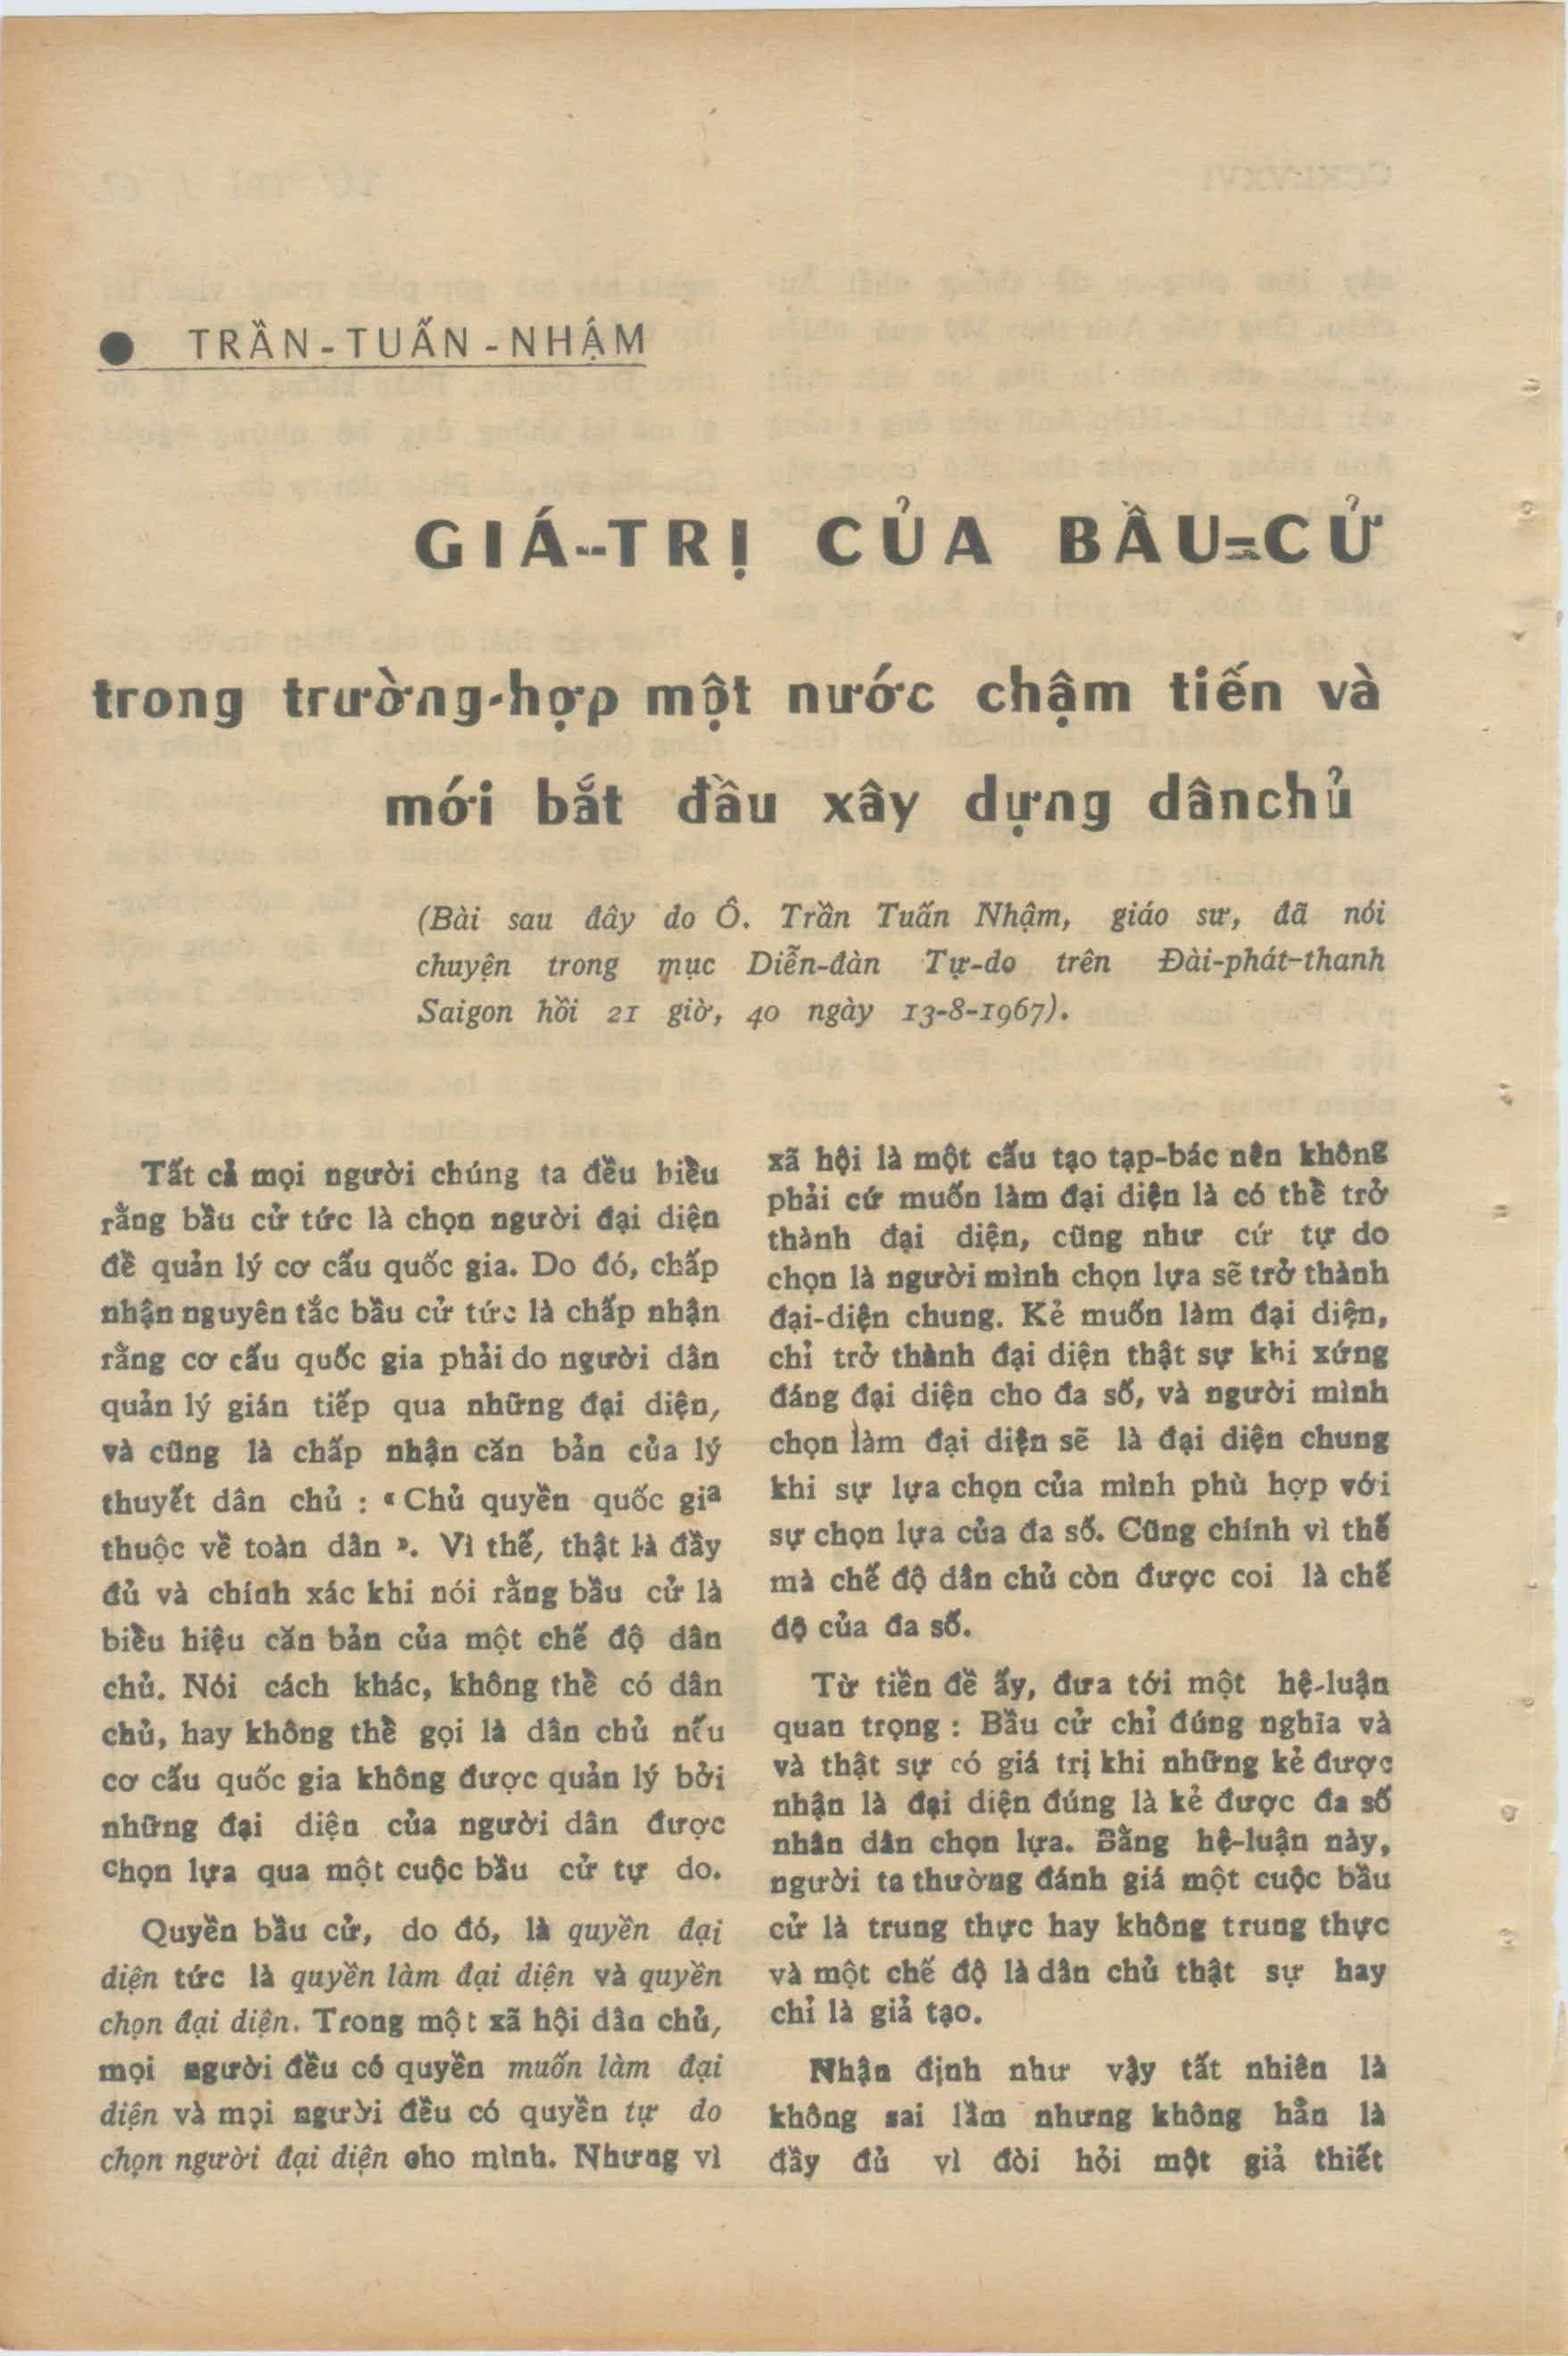 ● TRẦN-TUẤN-NHẬM
GIÁ-TRỊ CỦA BẦU-CỬ
trong trường-hợp một nước chậm tiến và
mới bắt đầu xây dựng dânchủ
(Bài sau đây do Ô. Trần Tuấn Nhậm, giáo sư, đã nói
chuyện trong mục Diễn-đàn Tự-do trên Đài-phát-thanh
Saigon hồi 21 giờ, 40 ngày 13-8-1967).
Tất cả mọi người chúng ta đều hiều
rằng bầu cử tức là chọn người đại diện
đề quản lý cơ cấu quốc gia. Do đó, chấp
nhận nguyên tắc bầu cử tức là chấp nhận
rằng cơ cấu quốc gia phải do người dân
quản lý gián tiếp qua những đại diện,
và cũng là chấp nhận căn bản của lý
thuyết dân chủ : « Chủ quyền quốc gia
thuộc về toàn dân ». Vì thế, thật là đầy
đủ và chính xác khi nói rằng bầu cử là
biều hiệu căn bản của một chế độ dân
chủ. Nói cách khác, không thề có dân
chủ, hay không thề gọi là dân chủ nếu
cơ cấu quốc gia không được quản lý bởi
những đại diện của người dân được
chọn lựa qua một cuộc bầu cử tự do.
Quyền bầu cử, do đó, là quyền đại
diện tức là quyền làm đại diện và quyền
chọn đại diện. Trong một xã hội dân chủ,
mọi người đều có quyền muốn làm đại
diện và mọi người đều có quyền tự do
chọn người đại diện cho mình. Nhưng vì
xã hội là một cấu tạo tạp-bác nên không
phải cứ muốn làm đại diện là có thề trở
thành đại diện, cũng như cứ tự do
chọn là người mình chọn lựa sẽ trở thành
đại-diện chung. Kẻ muốn làm đại diện,
chỉ trở thành đại diện thật sự khi xứng
đáng đại diện cho đa số, và người mình
chọn làm đại diện sẽ là đại diện chung
khi sự lựa chọn của mình phù hợp với
sự chọn lựa của đa số. Cũng chính vì thế
mà chế độ dân chủ còn được coi là chế
độ của đa số.
Từ tiền đề ấy, đưa tới một hệ-luận
quan trọng : Bầu cử chỉ đúng nghĩa và
và thật sự có giá trị khi những kẻ được
nhận là đại diện đúng là kẻ được đa số
nhân dân chọn lựa. Bằng hệ-luận này,
người ta thường đánh giá một cuộc bầu
cử là trung thực hay không trung thực
và một chế độ là dân chủ thật sự hay
chỉ là giả tạo.
Nhận định như vậy tất nhiên là
không sai lầm nhưng không hẳn là
đầy đủ vì đòi hỏi một giả thiết